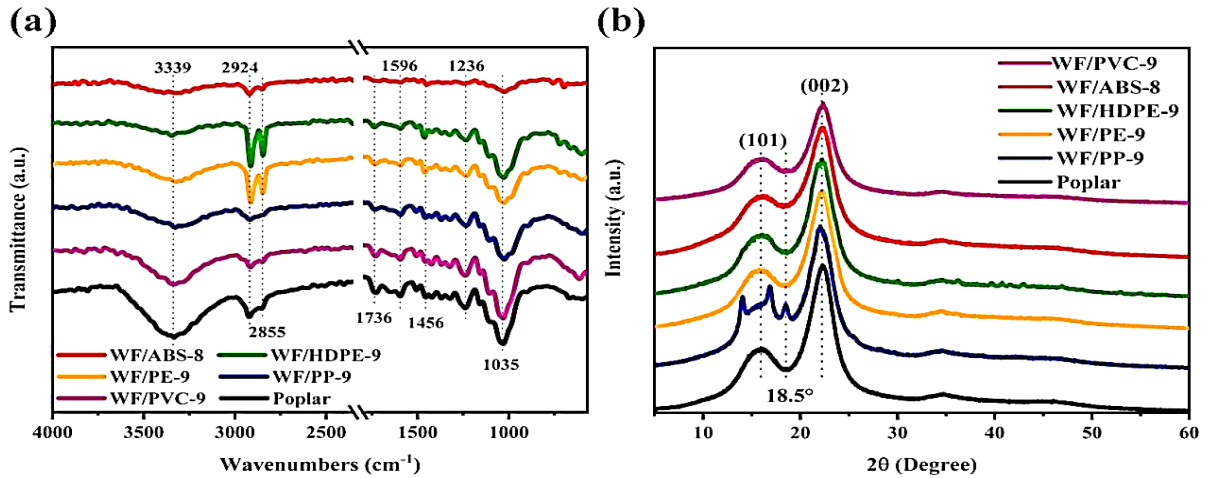 (a)
3339
2924
1596
1236
2855
1736
1456
1035
WF/ABS-8
WF/HDPE-9
WF/PE-9
WF/PP-9
WF/PVC-9
Poplar
Transmittance (a.u.)
4000
3500
3000
2500
1500
1000
Wavenumbers (cm⁻¹)
(b)
WF/PVC-9
WF/ABS-8
WF/HDPE-9
WF/PE-9
WF/PP-9
Poplar
(002)
(101)
18.5°
Intensity (a.u.)
10
20
30
40
50
60
2θ (Degree)